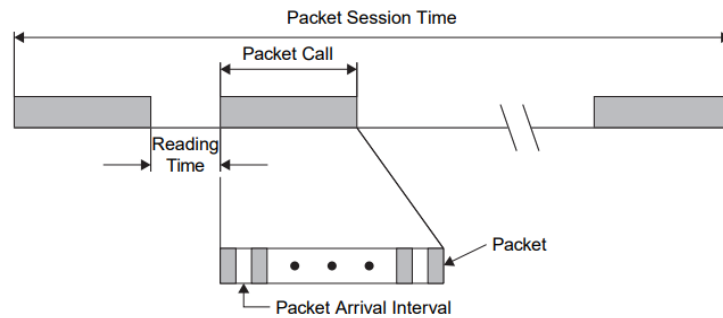 Packet Session Time
Packet Call
Reading
Time
Packet
Packet Arrival Interval